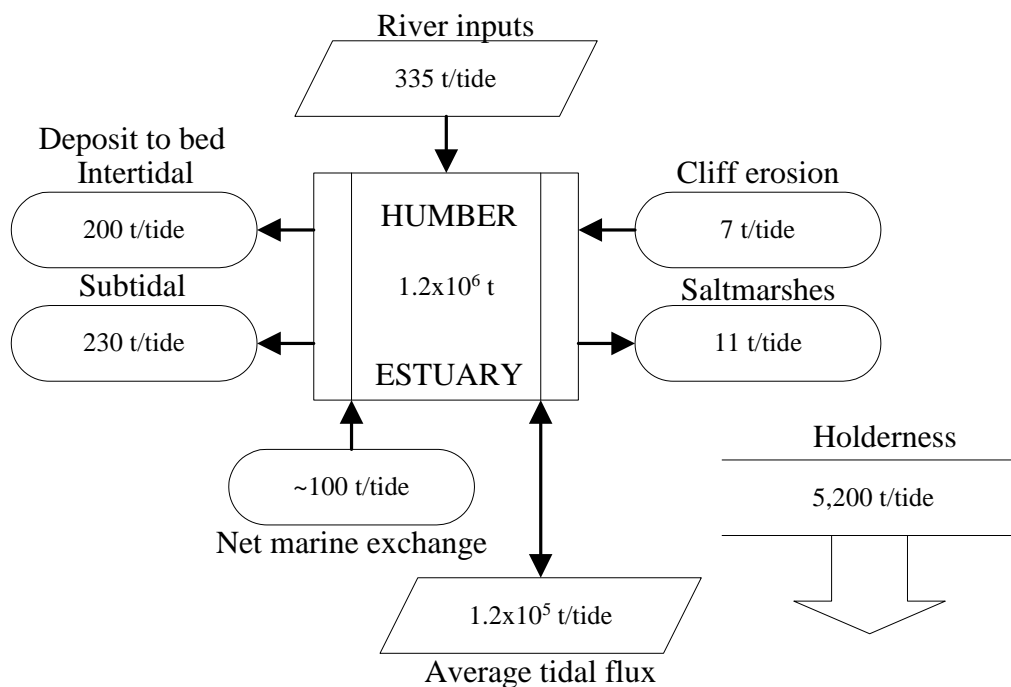 River inputs
335 t/tide
Deposit to bed
Intertidal
200 t/tide
Subtidal
230 t/tide
HUMBER
1.2x10⁶ t
ESTUARY
Cliff erosion
7 t/tide
Saltmarshes
11 t/tide
~100 t/tide
Net marine exchange
Holderness
5,200 t/tide
1.2x10⁵ t/tide
Average tidal flux